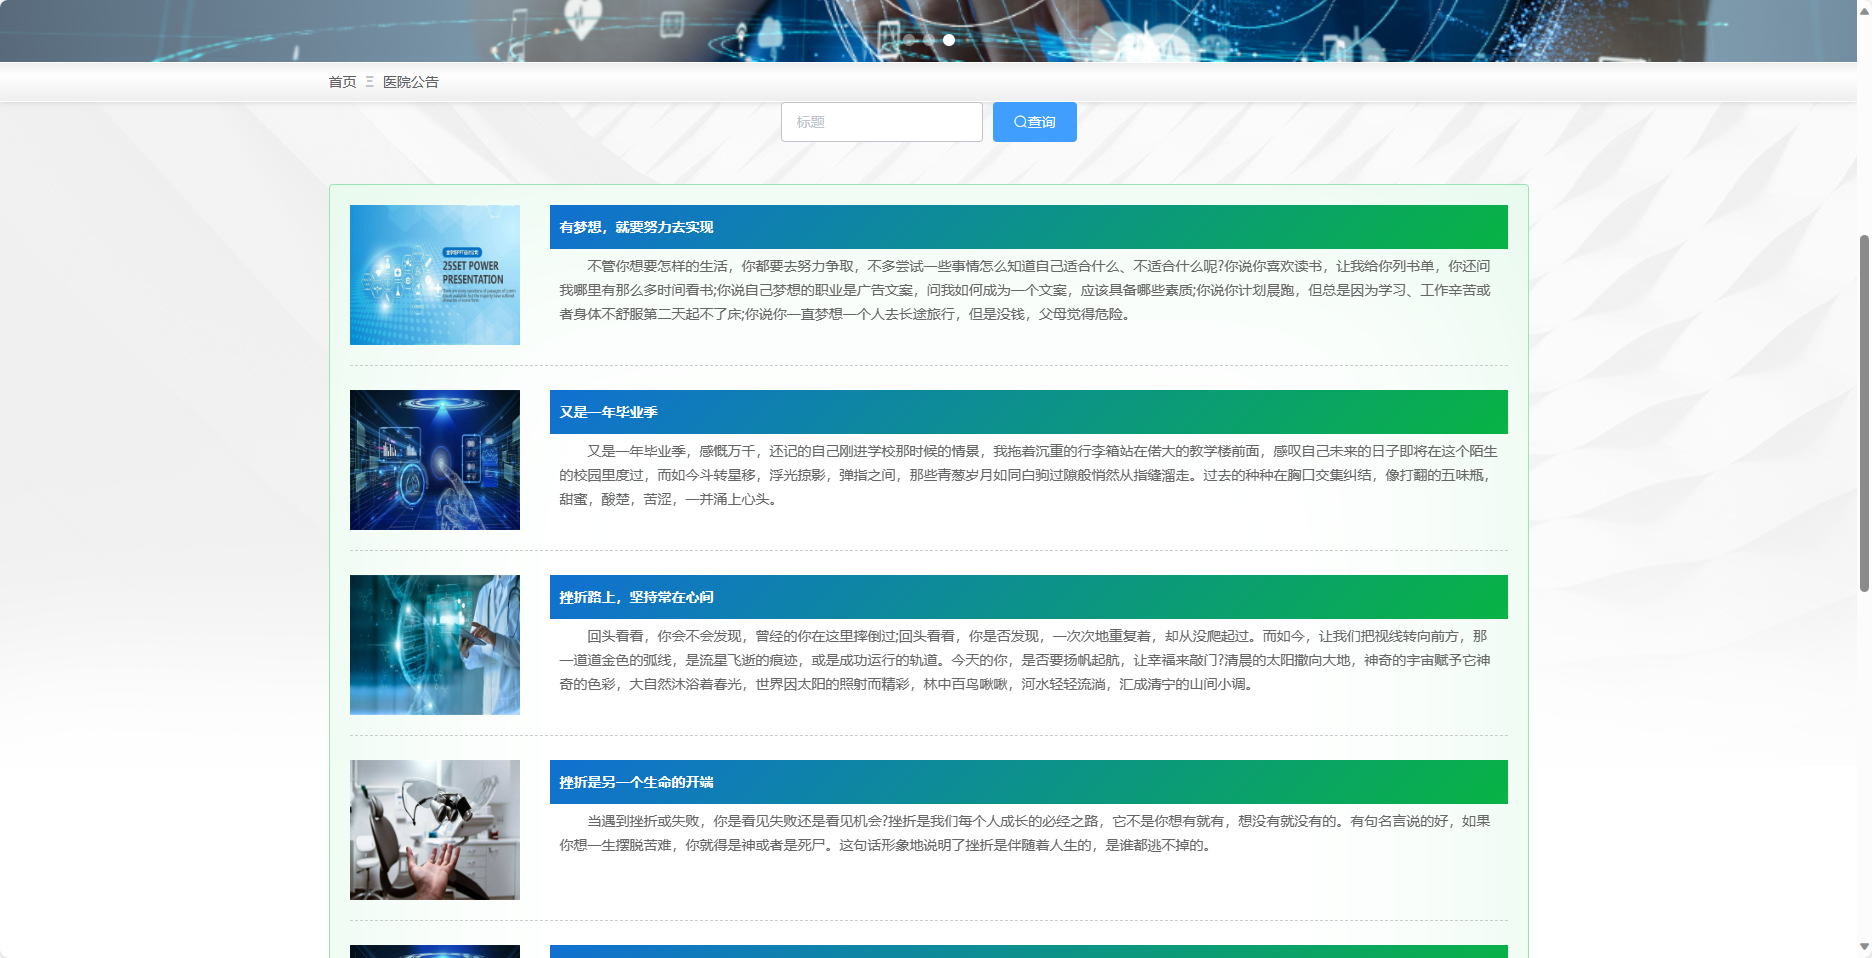 首页 Ξ 医院公告
标题
查询
25SET POWER
PRESENTATION
有梦想，就要努力去实现
不管你想要怎样的生活，你都要去努力争取，不多尝试一些事情怎么知道自己适合什么、不适合什么呢?你说你喜欢读书，让我给你列书单，你还问
我哪里有那么多时间看书;你说自己梦想的职业是广告文案，问我如何成为一个文案，应该具备哪些素质;你说你计划晨跑，但总是因为学习、工作辛苦或
者身体不舒服第二天起不了床;你说你一直梦想一个人去长途旅行，但是没钱，父母觉得危险。
又是一年毕业季
又是一年毕业季，感慨万千，还记的自己刚进学校那时候的情景，我拖着沉重的行李箱站在偌大的教学楼前面，感叹自己未来的日子即将在这个陌生
的校园里度过，而如今斗转星移，浮光掠影，弹指之间，那些青葱岁月如同白驹过隙般悄然从指缝溜走。过去的种种在胸口交集纠结，像打翻的五味瓶，
甜蜜，酸楚，苦涩，一并涌上心头。
挫折路上，坚持常在心间
回头看看，你会不会发现，曾经的你在这里摔倒过;回头看看，你是否发现，一次次地重复着，却从没爬起过。而如今，让我们把视线转向前方，那
一道道金色的弧线，是流星飞逝的痕迹，或是成功运行的轨道。今天的你，是否要扬帆起航，让幸福来敲门?清晨的太阳撒向大地，神奇的宇宙赋予它神
奇的色彩，大自然沐浴着春光，世界因太阳的照射而精彩，林中百鸟啾啾，河水轻轻流淌，汇成清宁的山间小调。
挫折是另一个生命的开端
当遇到挫折或失败，你是看见失败还是看见机会?挫折是我们每个人成长的必经之路，它不是你想有就有，想没有就没有的。有句名言说的好，如果
你想一生摆脱苦难，你就得是神或者是死尸。这句话形象地说明了挫折是伴随着人生的，是谁都逃不掉的。